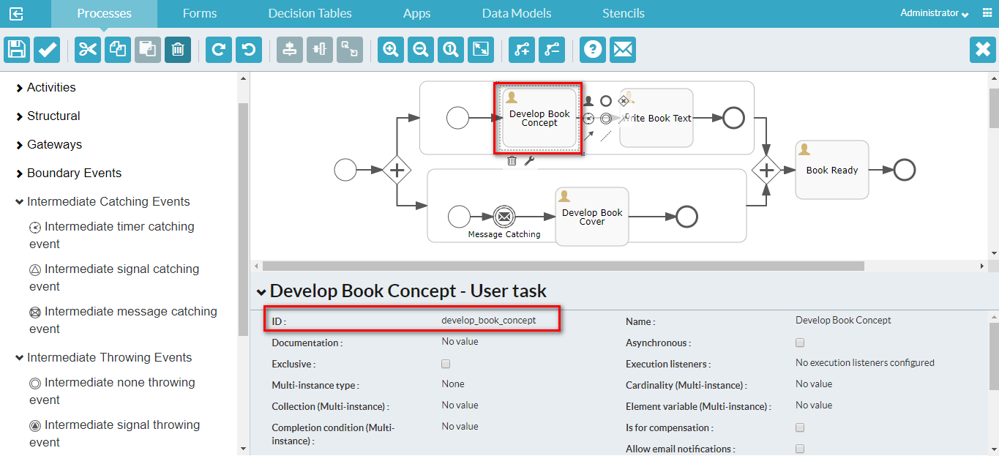 Processes
Forms
Decision Tables
Apps
Data Models
Stencils
Administrator
Activities
Structural
Gateways
Boundary Events
Intermediate Catching Events
Intermediate timer catching
event
Intermediate signal catching
event
Intermediate message catching
event
Intermediate Throwing Events
Intermediate none throwing
event
Intermediate signal throwing
event
Develop Book
Concept
Write Book Text
Book Ready
Develop Book
Cover
Message Catching
Develop Book Concept - User task
ID : develop_book_concept
Name : Develop Book Concept
Documentation : No value
Asynchronous :
Exclusive :
Execution listeners : No execution listeners configured
Multi-instance type : None
Cardinality (Multi-instance) : No value
Collection (Multi-instance) : No value
Element variable (Multi-instance) : No value
Completion condition (Multi-
instance) : No value
Is for compensation :
Allow email notifications :